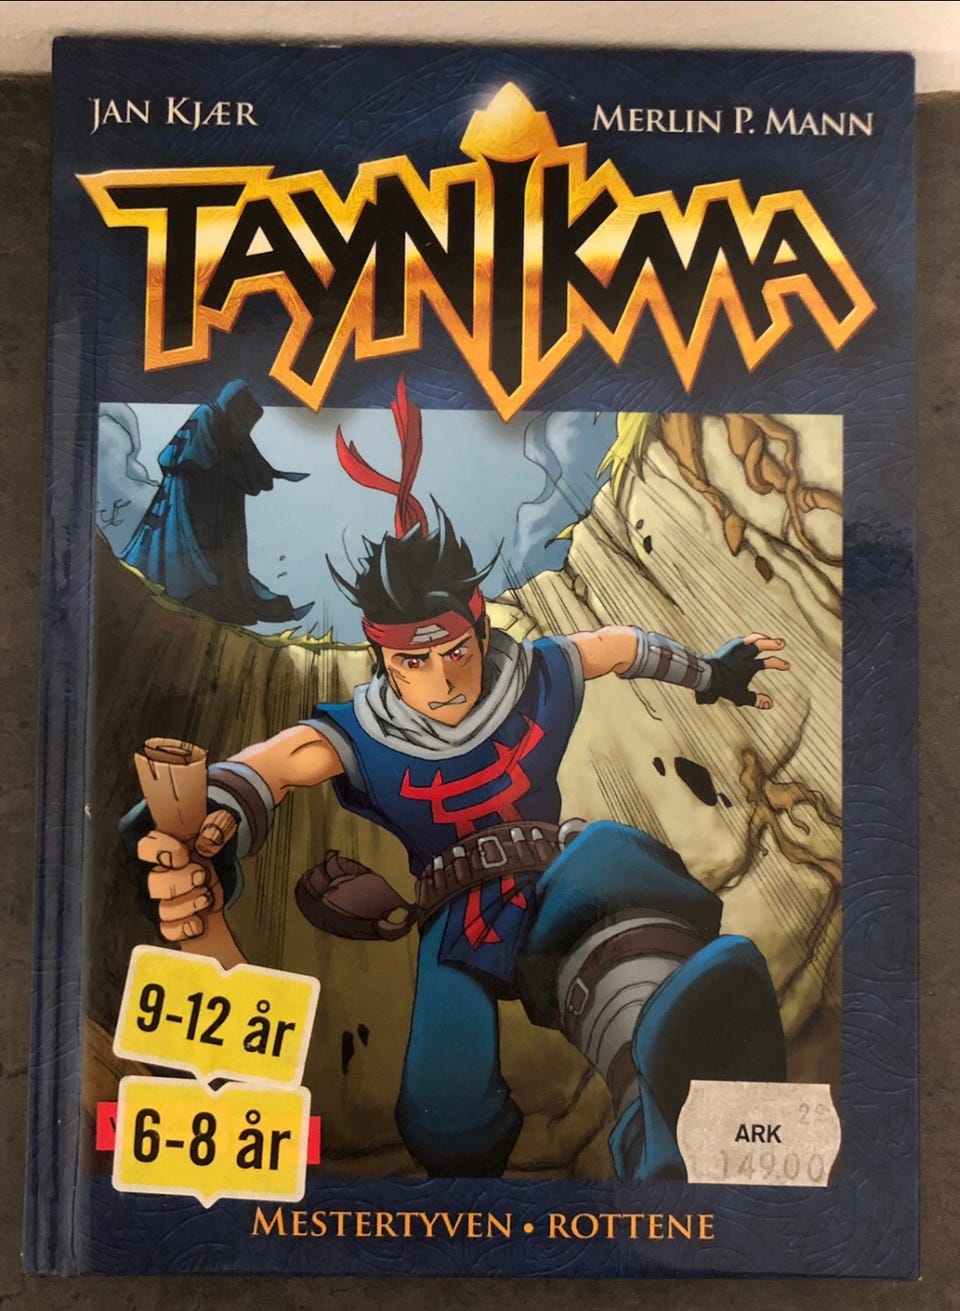 JAN KJÆR
MERLIN P. MANN
TAYNIKMA
9-12 år
6-8 år
ARK
149.00
MESTERTYVEN • ROTTENE